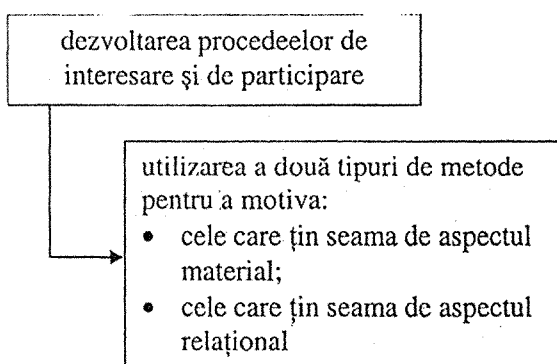 dezvoltarea procedeelor de
interesare și de participare
utilizarea a două tipuri de metode
pentru a motiva:
• cele care țin seama de aspectul
material;
• cele care țin seama de aspectul
relațional